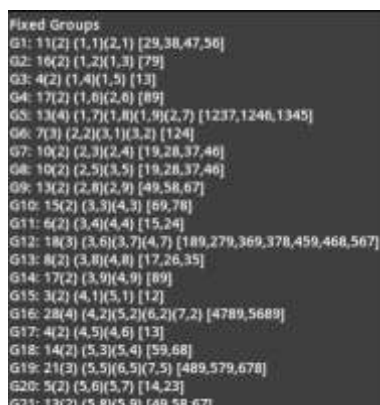 Fixed Groups
G1: 11(2) (1,1)(2,1) [29,38,47,56]
G2: 16(2) (1,2)(1,3) [79]
G3: 4(2) (1,4)(1,5) [13]
G4: 17(2) (1,6)(2,6) [89]
G5: 13(4) (1,7)(1,8)(1,9)(2,7) [1237,1246,1345]
G6: 7(3) (2,2)(3,1)(3,2) [124]
G7: 10(2) (2,3)(2,4) [19,28,37,46]
G8: 10(2) (2,5)(3,5) [19,28,37,46]
G9: 13(2) (2,8)(2,9) [49,58,67]
G10: 15(2) (3,3)(4,3) [69,78]
G11: 6(2) (3,4)(4,4) [15,24]
G12: 18(3) (3,6)(3,7)(4,7) [189,279,369,378,459,468,567]
G13: 8(2) (3,8)(4,8) [17,26,35]
G14: 17(2) (3,9)(4,9) [89]
G15: 3(2) (4,1)(5,1) [12]
G16: 28(4) (4,2)(5,2)(6,2)(7,2) [4789,5689]
G17: 4(2) (4,5)(4,6) [13]
G18: 14(2) (5,3)(5,4) [59,68]
G19: 21(3) (5,5)(6,5)(7,5) [489,579,678]
G20: 5(2) (5,6)(5,7) [14,23]
G21: 13(2) (5,8)(5,9) [49,58,67]